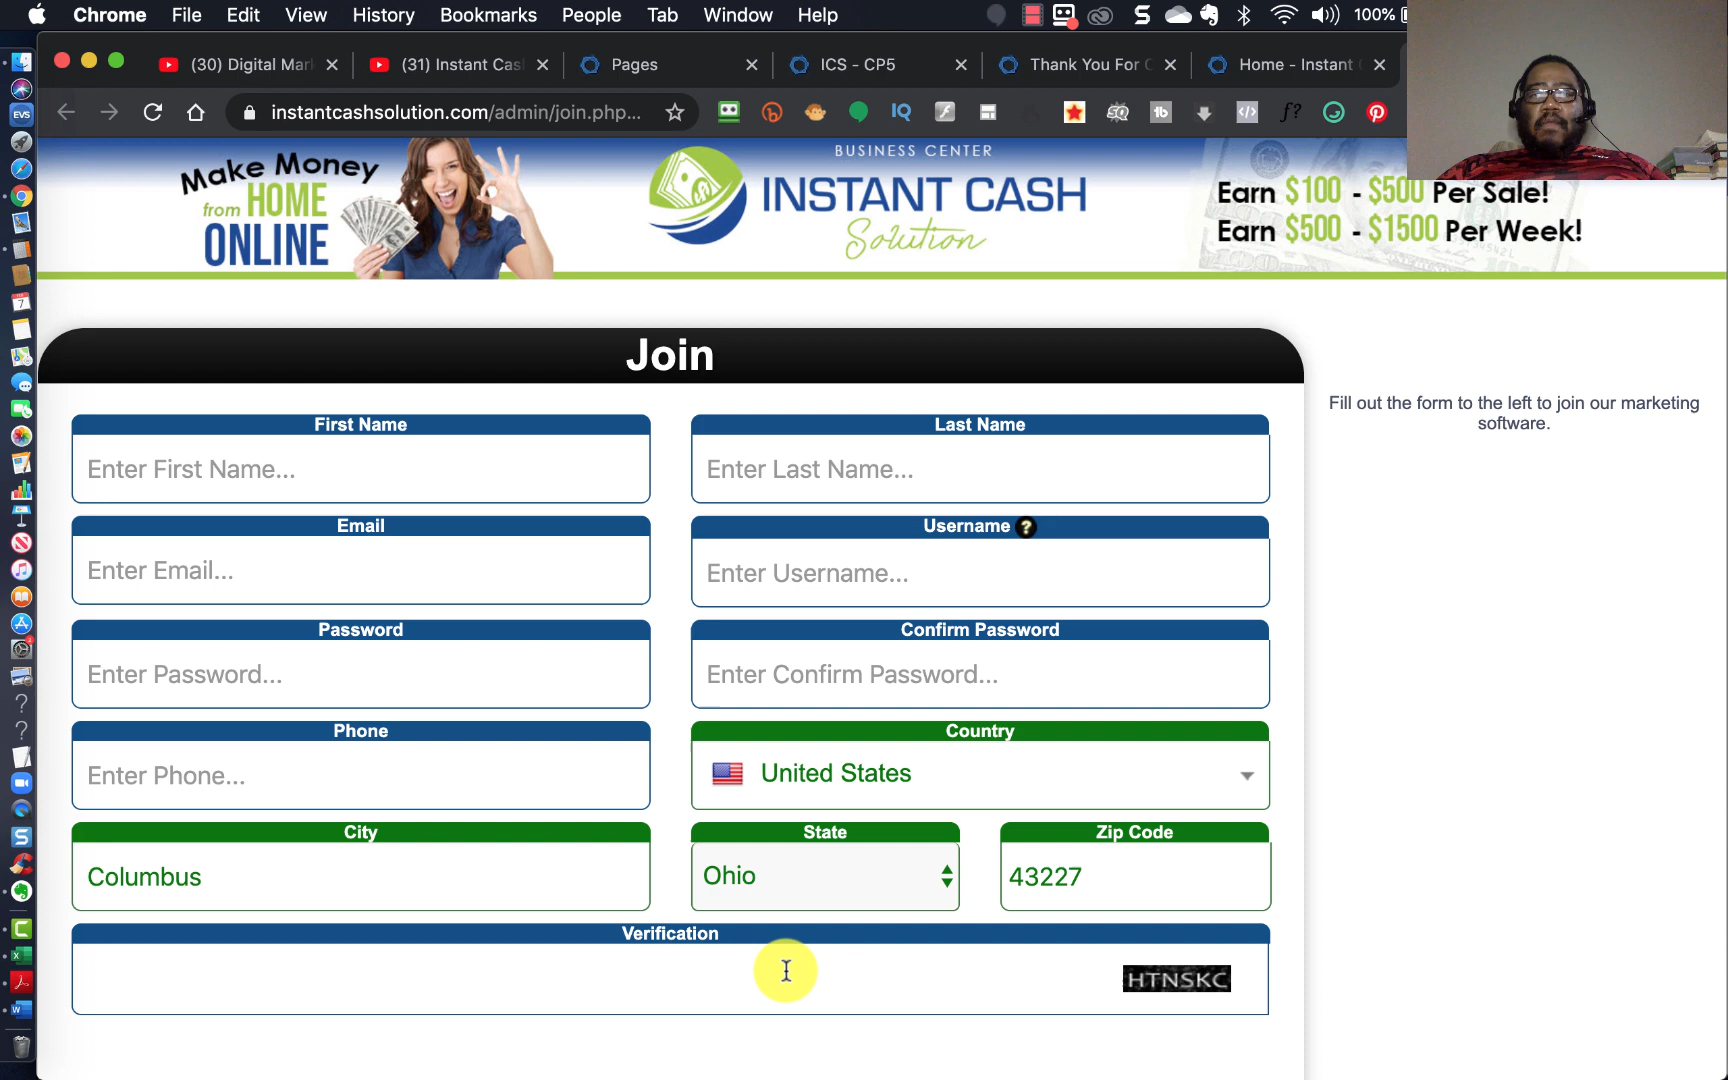 Chrome File Edit View History Bookmarks People Tab Window Help
100%
(30) Digital Mar
(31) Instant Cas
Pages
ICS - CP5
Thank You For C
Home - Instant
instantcashsolution.com/admin/join.php...
Make Money
from HOME
ONLINE
BUSINESS CENTER
INSTANT CASH
Solution
Earn $100 - $500 Per Sale!
Earn $500 - $1500 Per Week!
Join
Fill out the form to the left to join our marketing
software.
First Name
Last Name
Enter First Name...
Enter Last Name...
Email
Username ?
Enter Email...
Enter Username...
Password
Confirm Password
Enter Password...
Enter Confirm Password...
Phone
Country
Enter Phone...
United States
City
State
Zip Code
Columbus
Ohio
43227
Verification
HTNSKC
EVS